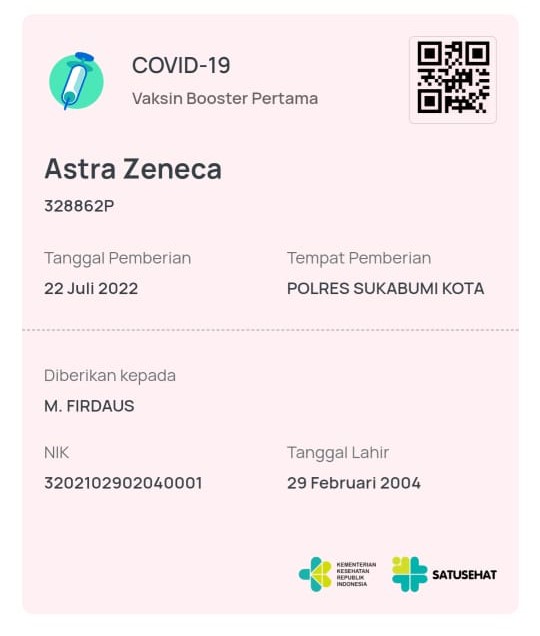 COVID-19
Vaksin Booster Pertama
Astra Zeneca
328862P
Tanggal Pemberian
Tempat Pemberian
22 Juli 2022
POLRES SUKABUMI KOTA
Diberikan kepada
M. FIRDAUS
NIK
Tanggal Lahir
3202102902040001
29 Februari 2004
KEMENTERIAN
KESEHATAN
REPUBLIK
INDONESIA
SATUSEHAT